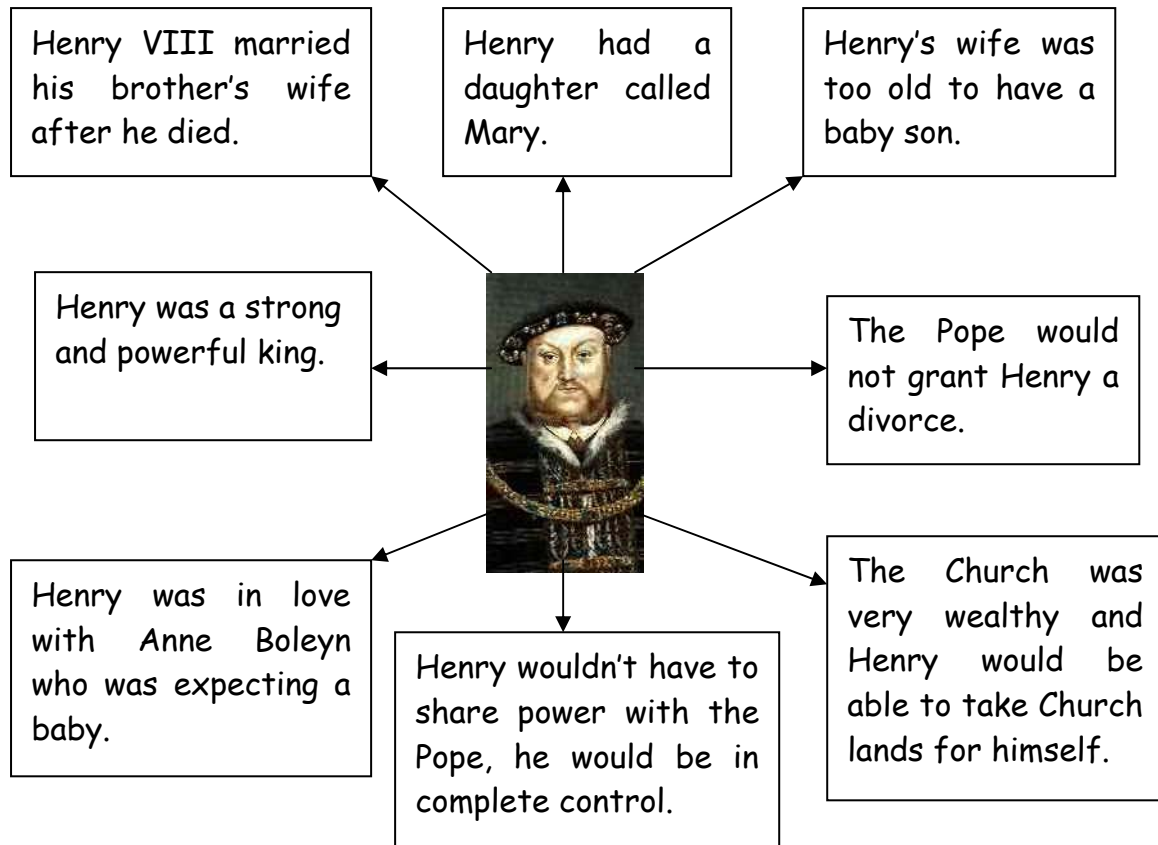 Henry VIII married
his brother's wife
after he died.
Henry had a
daughter called
Mary.
Henry's wife was
too old to have a
baby son.
Henry was a strong
and powerful king.
The Pope would
not grant Henry a
divorce.
Henry was in love
with Anne Boleyn
who was expecting a
baby.
Henry wouldn't have to
share power with the
Pope, he would be in
complete control.
The Church was
very wealthy and
Henry would be
able to take Church
lands for himself.